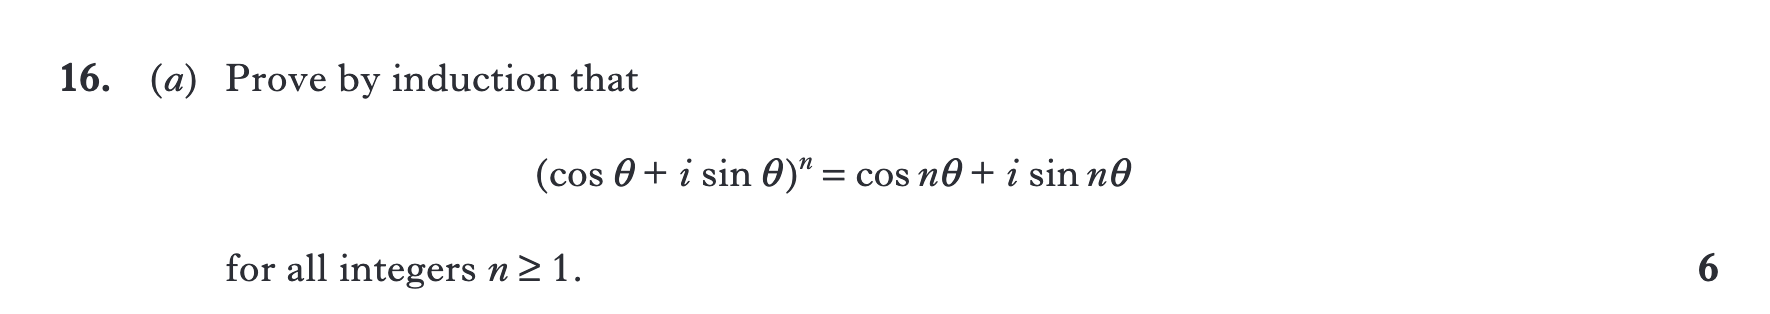 16. (a) Prove by induction that
(cos θ + i sin θ)ⁿ = cos nθ + i sin nθ
for all integers n ≥ 1. 6